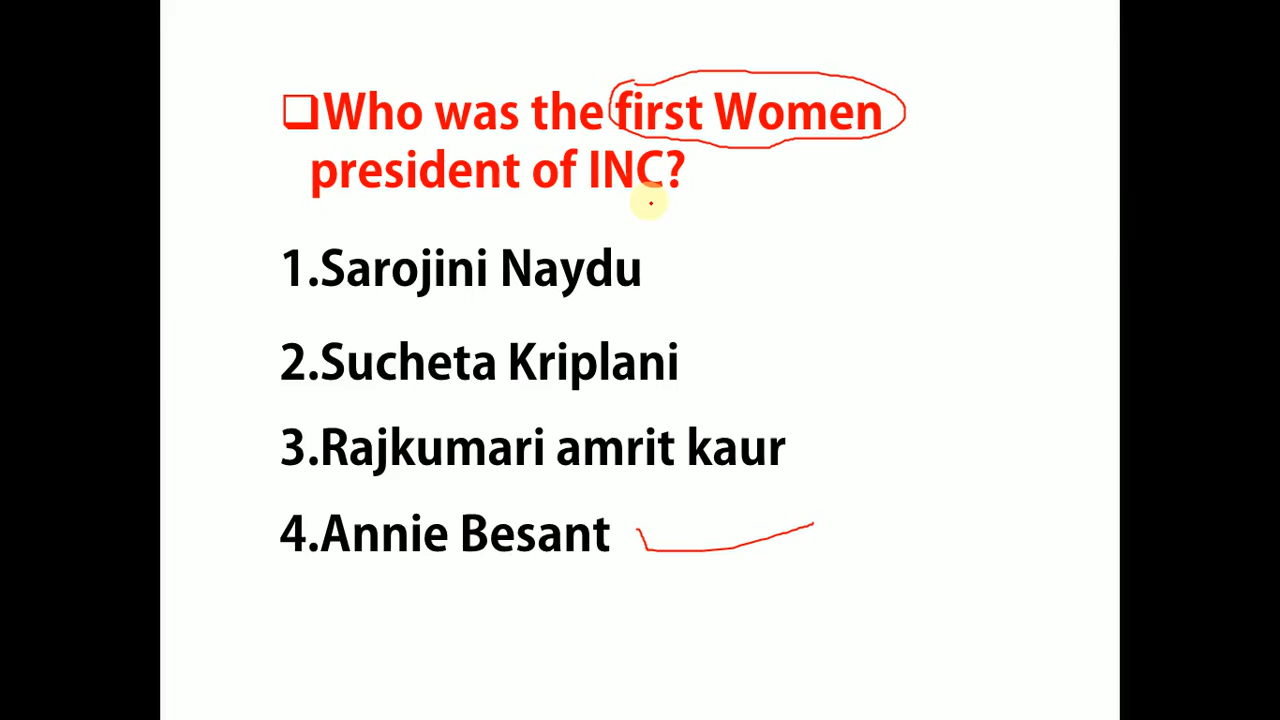 ❑Who was the first Women
president of INC?
1.Sarojini Naydu
2.Sucheta Kriplani
3.Rajkumari amrit kaur
4.Annie Besant